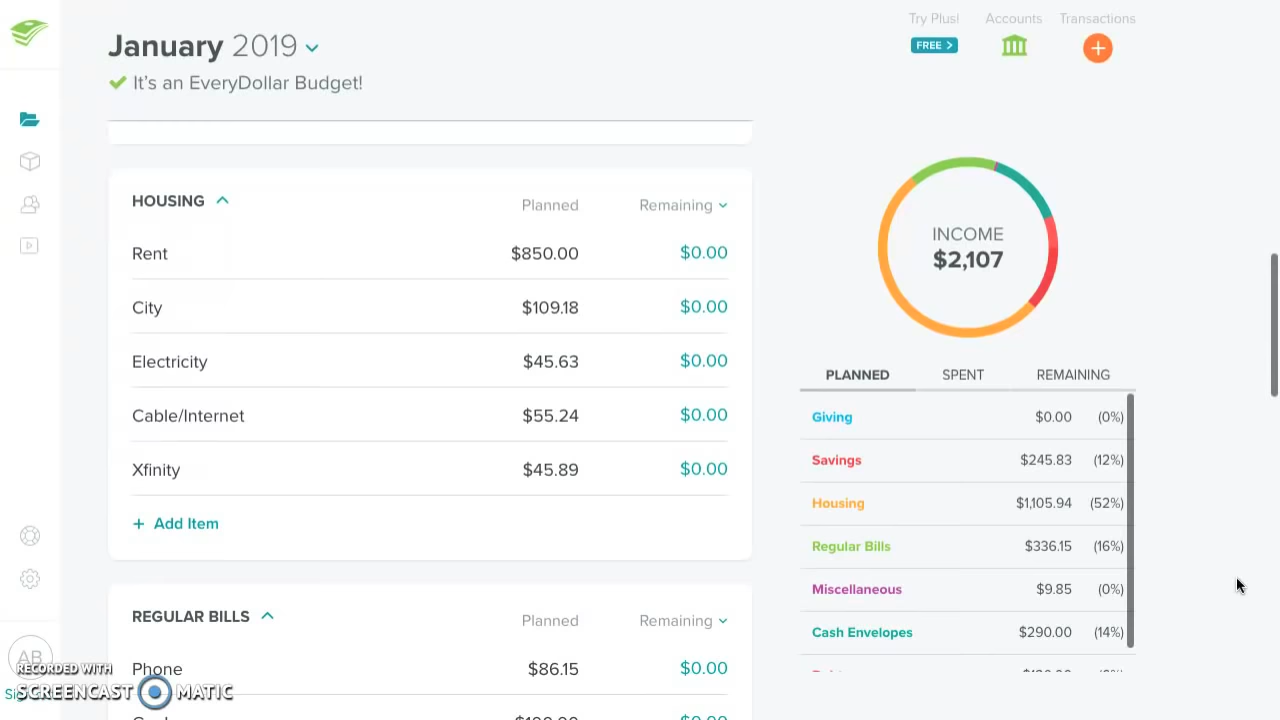 January 2019
It's an EveryDollar Budget!
Try Plus!
FREE >
Accounts
Transactions
HOUSING Planned Remaining
Rent $850.00 $0.00
City $109.18 $0.00
Electricity $45.63 $0.00
Cable/Internet $55.24 $0.00
Xfinity $45.89 $0.00
+ Add Item
REGULAR BILLS Planned Remaining
Phone $86.15 $0.00
INCOME
$2,107
PLANNED SPENT REMAINING
Giving $0.00 (0%)
Savings $245.83 (12%)
Housing $1,105.94 (52%)
Regular Bills $336.15 (16%)
Miscellaneous $9.85 (0%)
Cash Envelopes $290.00 (14%)
AB
RECORDED WITH
SCREENCAST MATIC